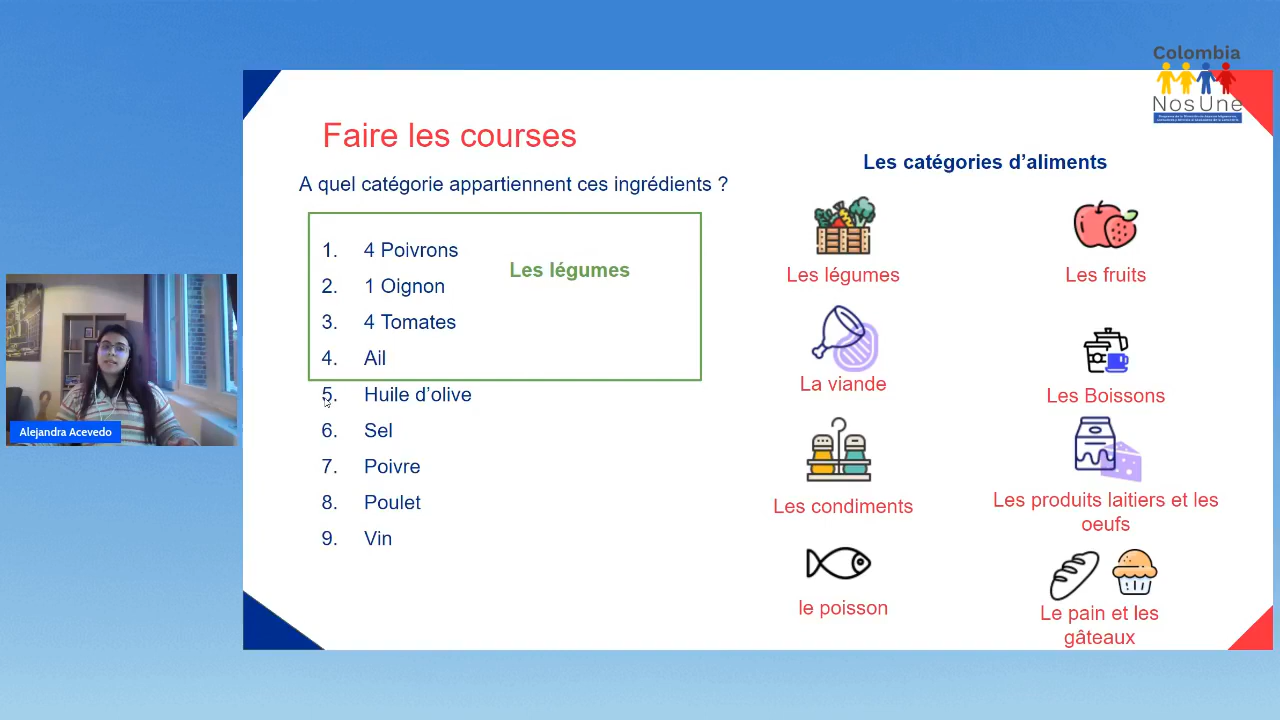 Colombia
NosUne
Faire les courses
A quel catégorie appartiennent ces ingrédients ?
1. 4 Poivrons
2. 1 Oignon
3. 4 Tomates
4. Ail
Les légumes
5. Huile d’olive
6. Sel
7. Poivre
8. Poulet
9. Vin
Les catégories d’aliments
Les légumes
Les fruits
La viande
Les Boissons
Les condiments
Les produits laitiers et les
oeufs
le poisson
Le pain et les
gâteaux
Alejandra Acevedo